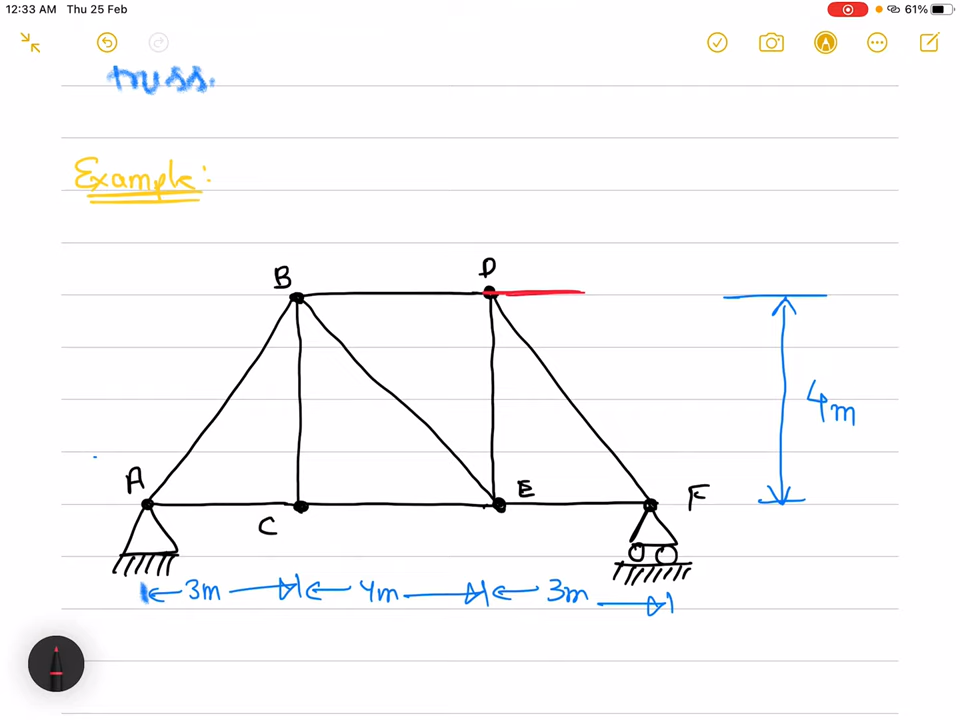 12:33 AM Thu 25 Feb 61%
truss.
Example:
B D
4m
A E F
C
3m 4m 3m